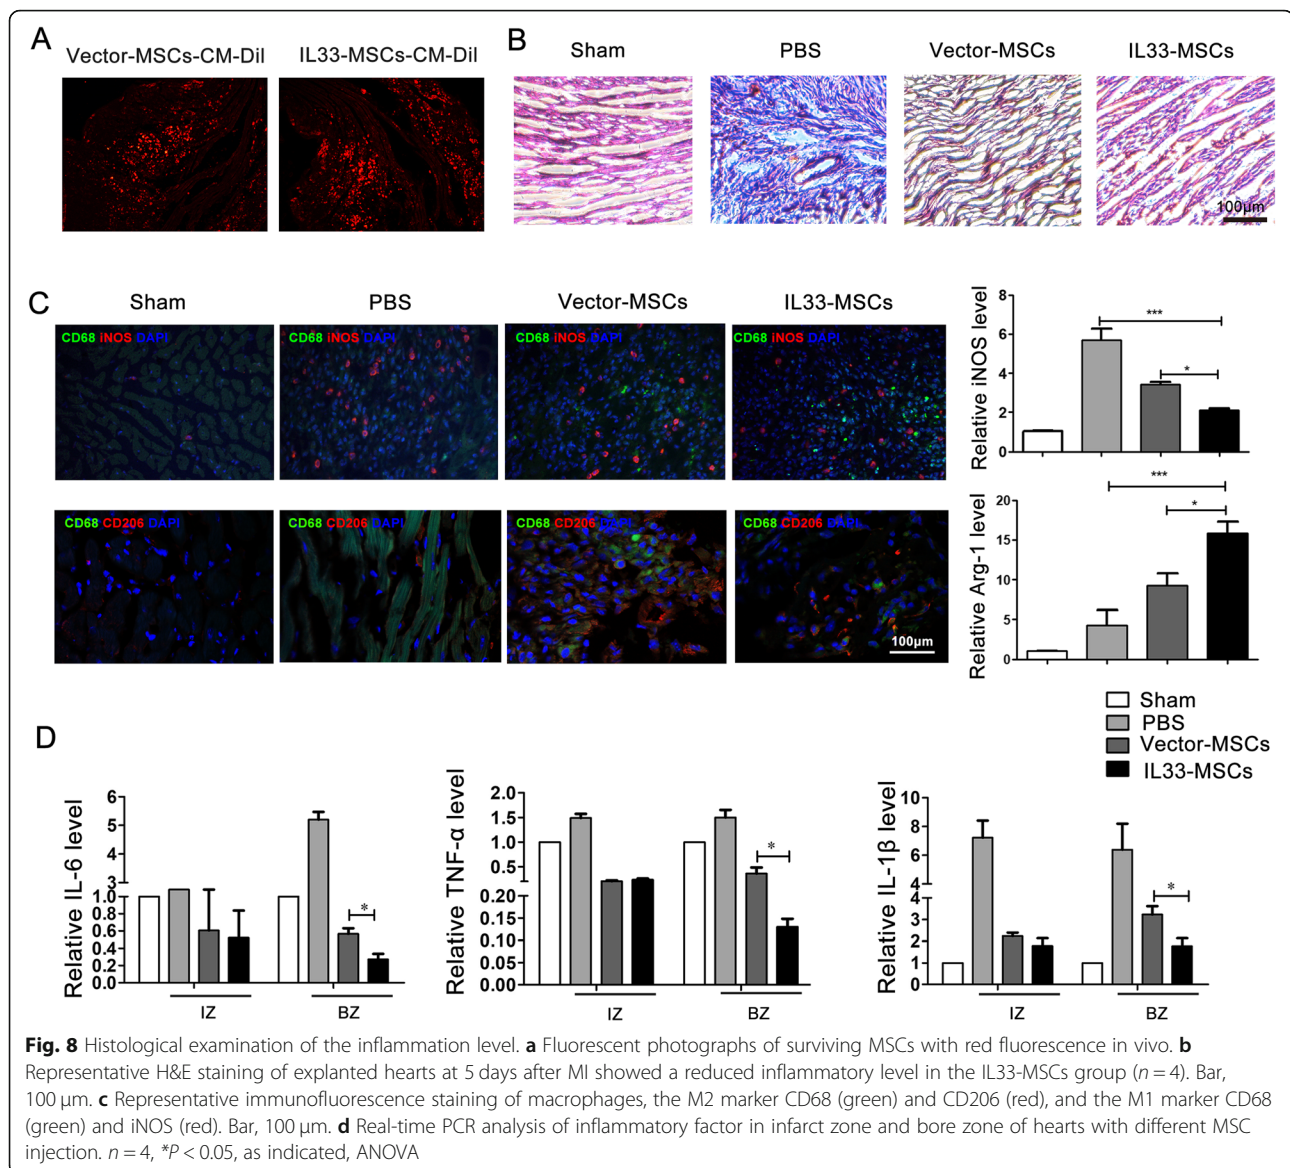 A
Vector-MSCs-CM-Dil IL33-MSCs-CM-Dil
B
Sham PBS Vector-MSCs IL33-MSCs
100μm
C
Sham PBS Vector-MSCs IL33-MSCs
CD68 iNOS DAPI CD68 iNOS DAPI CD68 iNOS DAPI CD68 iNOS DAPI
CD68 CD206 DAPI CD68 CD206 DAPI CD68 CD206 DAPI CD68 CD206 DAPI
100μm
Relative iNOS level
8
6
4
2
0
***
*
Relative Arg-1 level
20
15
10
5
0
***
*
Sham
PBS
Vector-MSCs
IL33-MSCs
D
Relative IL-6 level
6
5
4
3
1.0
0.8
0.6
0.4
0.2
0.0
*
IZ BZ
Relative TNF-α level
2.0
1.5
1.0
0.5
0.20
0.15
0.10
0.05
0.00
*
IZ BZ
Relative IL-1β level
10
8
6
4
3
2
1
0
*
IZ BZ
Fig. 8 Histological examination of the inflammation level. a Fluorescent photographs of surviving MSCs with red fluorescence in vivo. b
Representative H&E staining of explanted hearts at 5 days after MI showed a reduced inflammatory level in the IL33-MSCs group (n = 4). Bar,
100 μm. c Representative immunofluorescence staining of macrophages, the M2 marker CD68 (green) and CD206 (red), and the M1 marker CD68
(green) and iNOS (red). Bar, 100 μm. d Real-time PCR analysis of inflammatory factor in infarct zone and bore zone of hearts with different MSC
injection. n = 4, *P < 0.05, as indicated, ANOVA